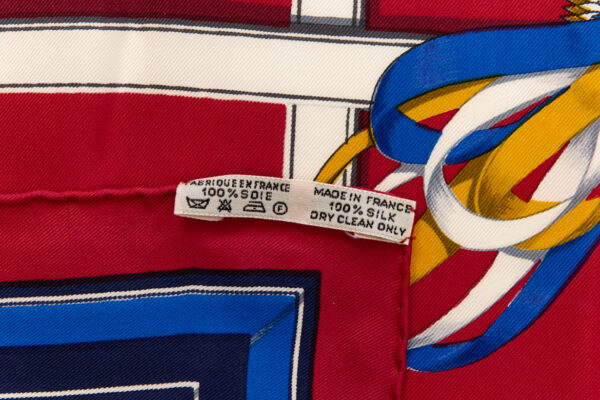 FABRIQUE EN FRANCE
100% SOIE
MADE IN FRANCE
100% SILK
DRY CLEAN ONLY